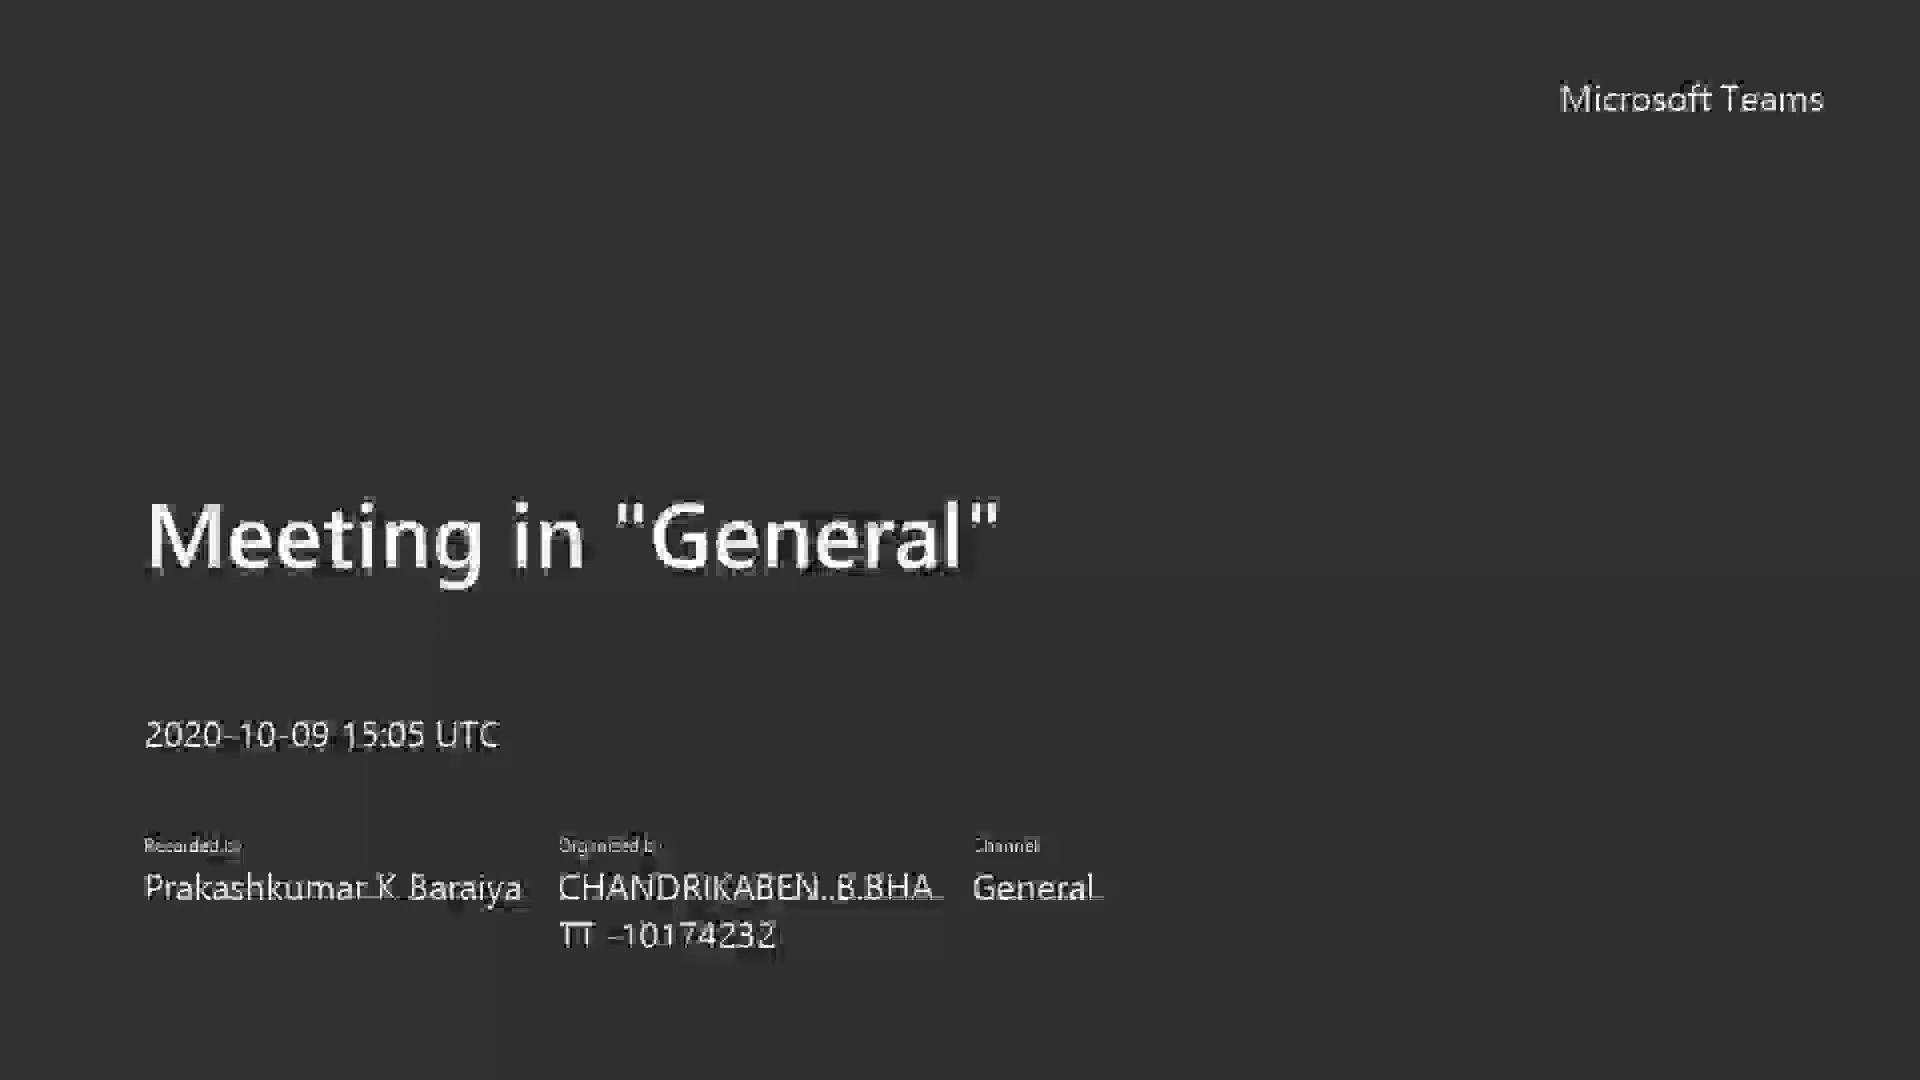 Microsoft Teams
Meeting in "General"
2020-10-09 15:05 UTC
Recorded by
Organized by
Channel
Prakashkumar K Baraiya
CHANDRIKABEN..B.BHA
General
TT -10174232